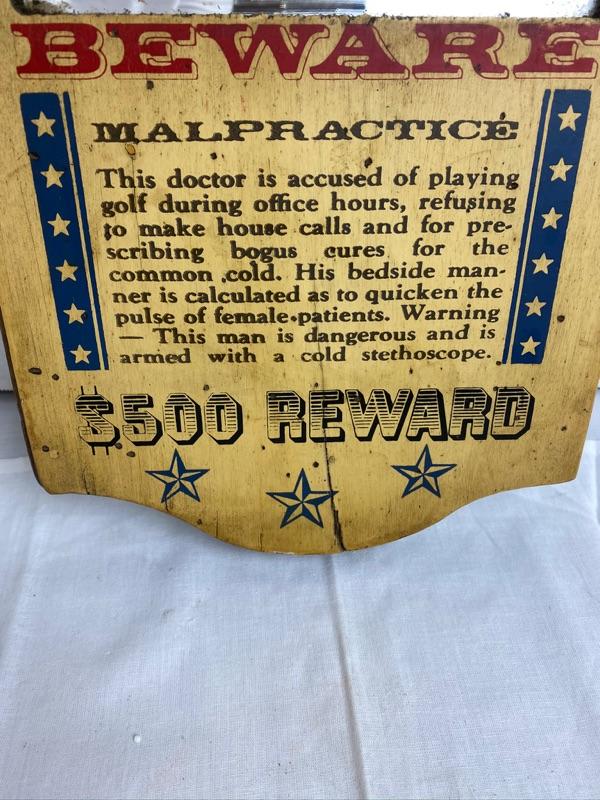 BEWARE
MALPRACTICE
This doctor is accused of playing
golf during office hours, refusing
to make house calls and for pre-
scribing bogus cures for the
common cold. His bedside man-
ner is calculated as to quicken the
pulse of female patients. Warning
— This man is dangerous and is
armed with a cold stethoscope.
$500 REWARD